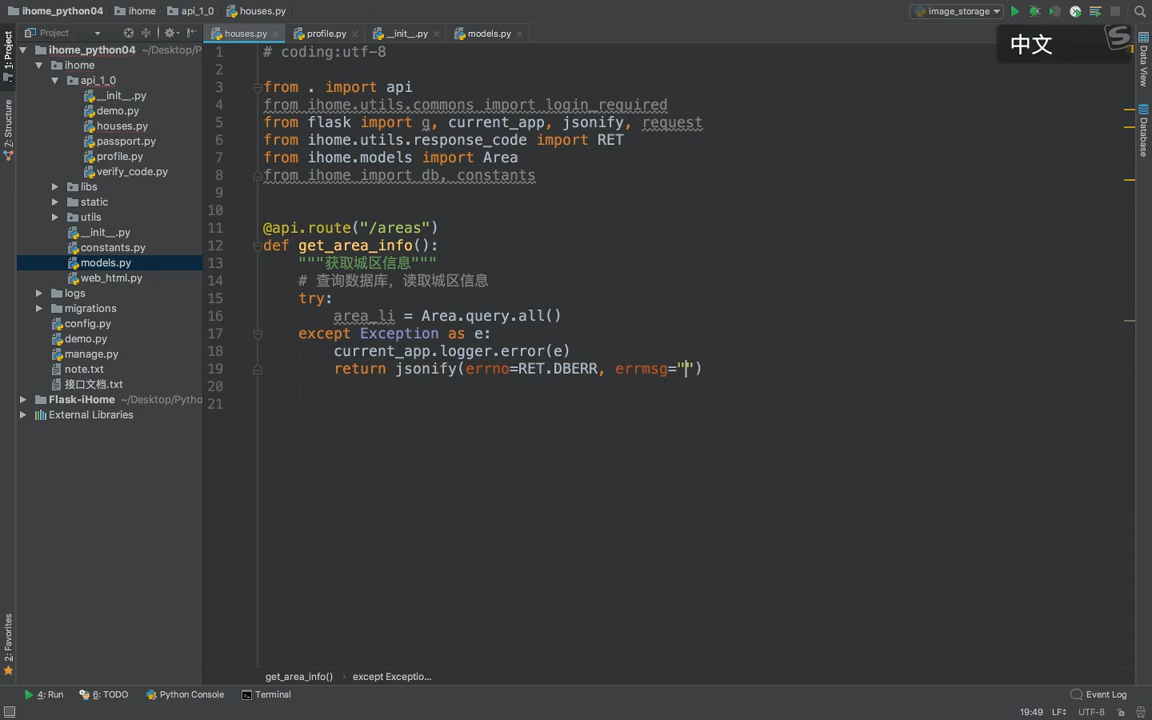 ihome_python04 ihome api_1_0 houses.py image_storage
Project houses.py profile.py __init__.py models.py
中文
1: Project
Z: Structure
2: Favorites
Data View
Database
ihome_python04 ~/Desktop/P
ihome
api_1_0
__init__.py
demo.py
houses.py
passport.py
profile.py
verify_code.py
libs
static
utils
__init__.py
constants.py
models.py
web_html.py
logs
migrations
config.py
demo.py
manage.py
note.txt
接口文档.txt
Flask-iHome ~/Desktop/Pytho
External Libraries
1 # coding:utf-8
2
3 from . import api
4 from ihome.utils.commons import login_required
5 from flask import g, current_app, jsonify, request
6 from ihome.utils.response_code import RET
7 from ihome.models import Area
8 from ihome import db, constants
9
10
11 @api.route("/areas")
12 def get_area_info():
13 """获取城区信息"""
14 # 查询数据库，读取城区信息
15 try:
16 area_li = Area.query.all()
17 except Exception as e:
18 current_app.logger.error(e)
19 return jsonify(errno=RET.DBERR, errmsg="")
20
21
get_area_info() › except Exceptio...
4: Run 6: TODO Python Console Terminal Event Log
19:49 LF÷ UTF-8